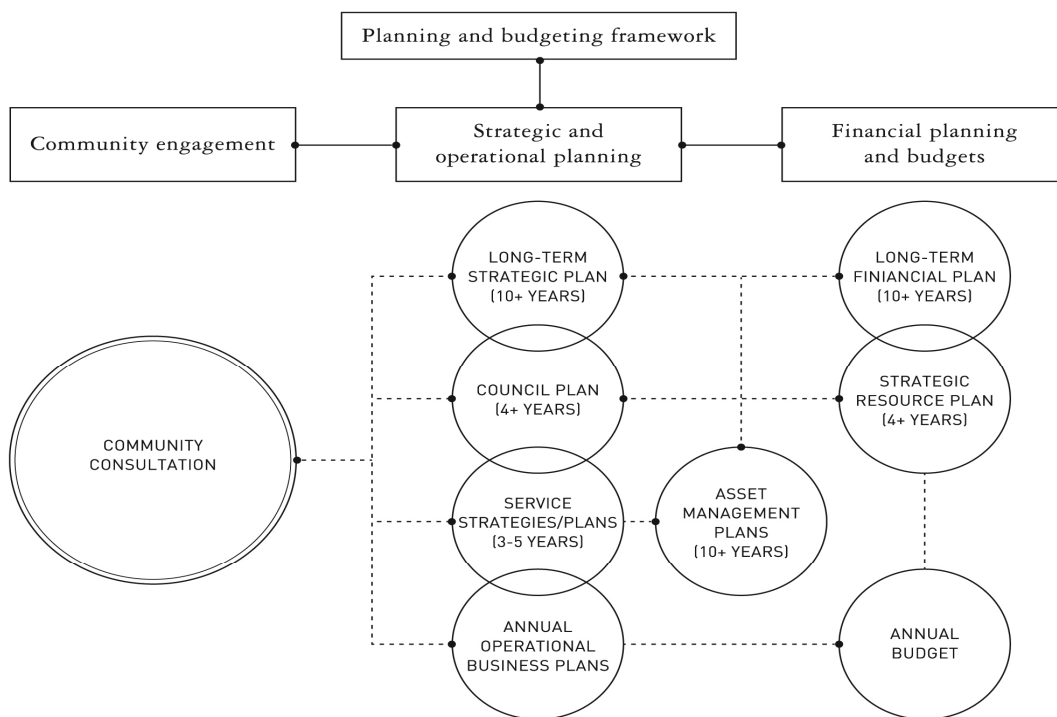 Planning and budgeting framework
Community engagement
Strategic and
operational planning
Financial planning
and budgets
LONG-TERM
STRATEGIC PLAN
(10+ YEARS)
LONG-TERM
FINIANCIAL PLAN
(10+ YEARS)
COUNCIL PLAN
(4+ YEARS)
STRATEGIC
RESOURCE PLAN
(4+ YEARS)
COMMUNITY
CONSULTATION
SERVICE
STRATEGIES/PLANS
(3-5 YEARS)
ASSET
MANAGEMENT
PLANS
(10+ YEARS)
ANNUAL
OPERATIONAL
BUSINESS PLANS
ANNUAL
BUDGET